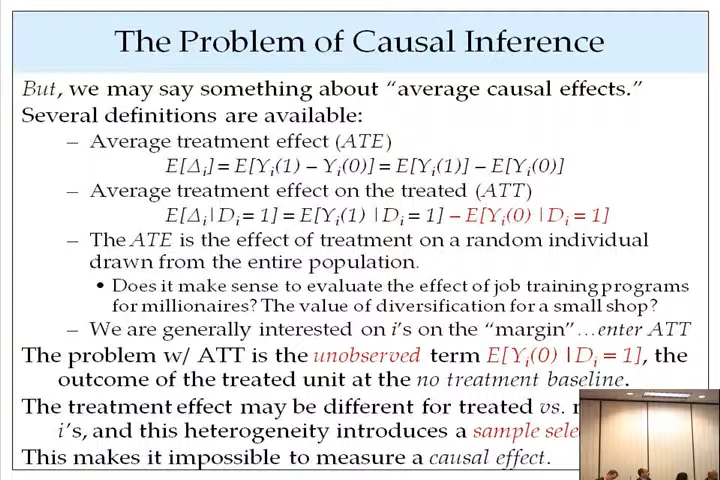 The Problem of Causal Inference
But, we may say something about “average causal effects.”
Several definitions are available:
– Average treatment effect (ATE)
E[Δi] = E[Yi(1) – Yi(0)] = E[Yi(1)] – E[Yi(0)]
– Average treatment effect on the treated (ATT)
E[Δi|Di = 1] = E[Yi(1) |Di = 1] – E[Yi(0) |Di = 1]
– The ATE is the effect of treatment on a random individual
drawn from the entire population.
• Does it make sense to evaluate the effect of job training programs
for millionaires? The value of diversification for a small shop?
– We are generally interested on i’s on the “margin”…enter ATT
The problem w/ ATT is the unobserved term E[Yi(0) |Di = 1], the
outcome of the treated unit at the no treatment baseline.
The treatment effect may be different for treated vs.
i’s, and this heterogeneity introduces a sample
This makes it impossible to measure a causal effect.